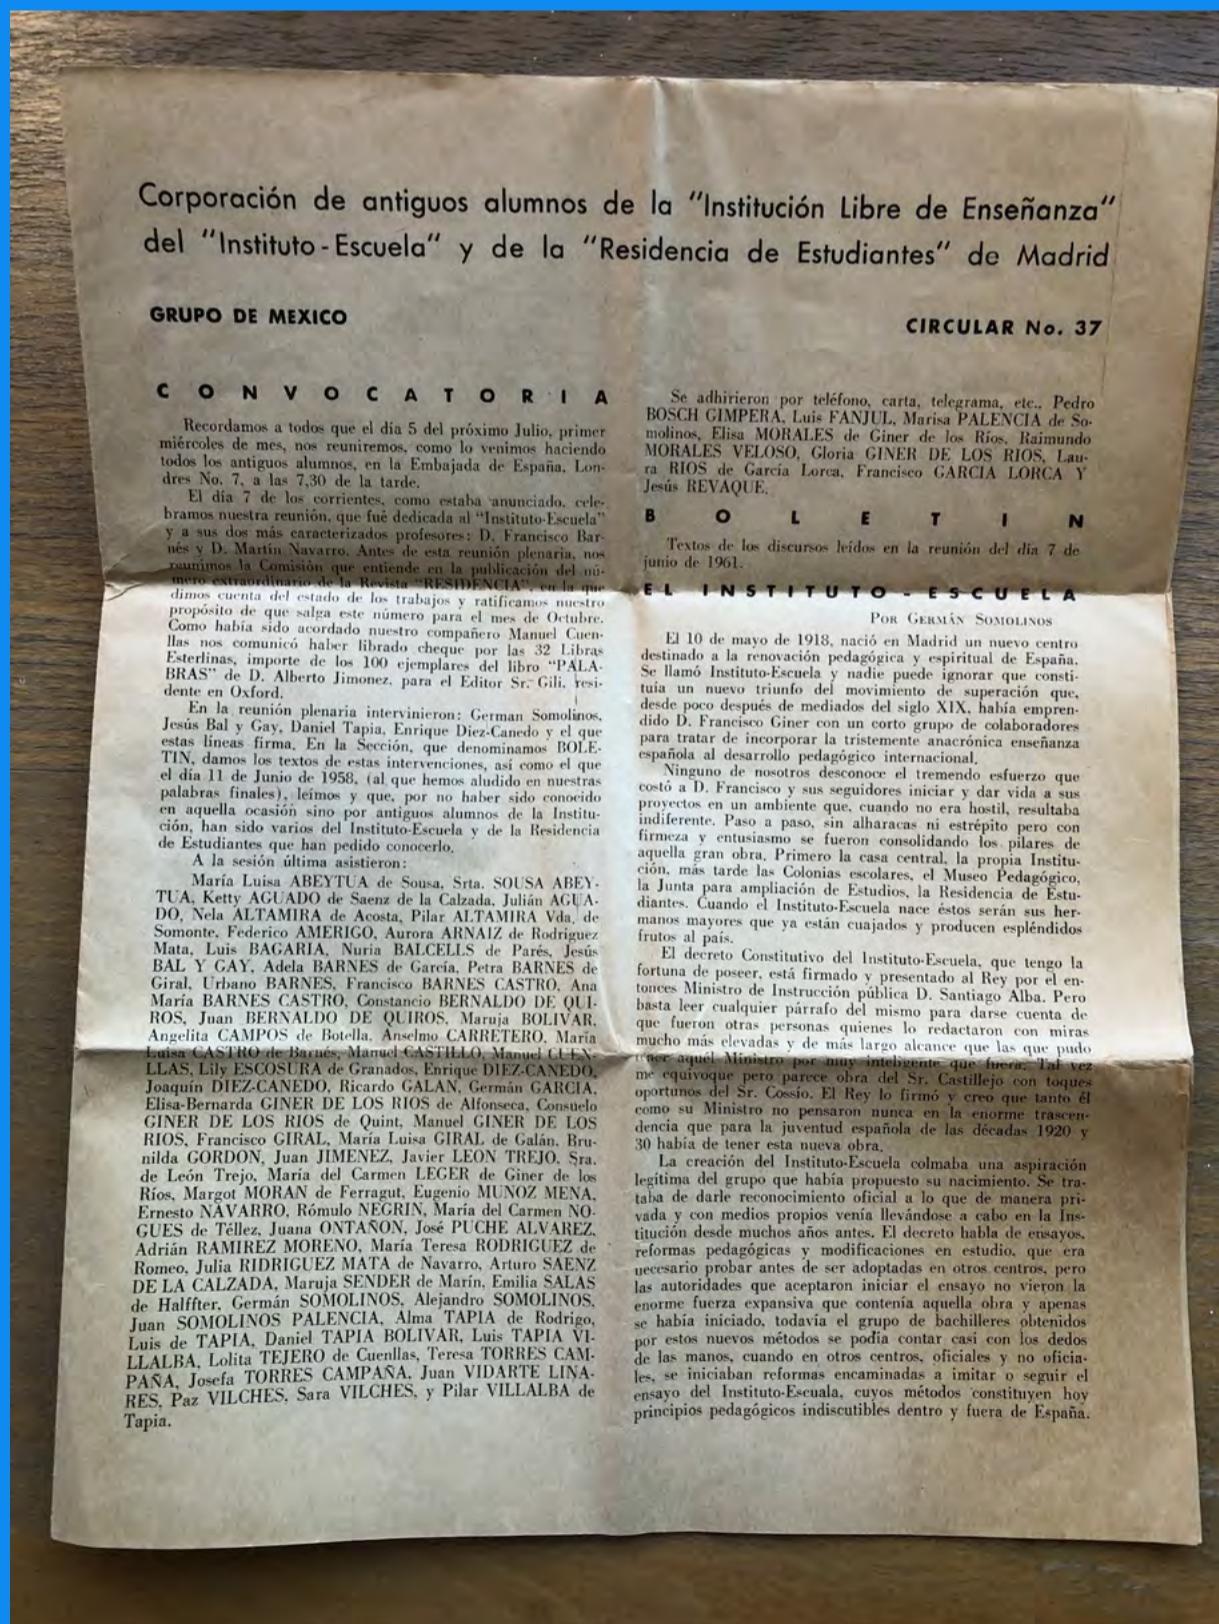 Corporación de antiguos alumnos de la "Institución Libre de Enseñanza"
del "Instituto-Escuela" y de la "Residencia de Estudiantes" de Madrid
GRUPO DE MEXICO
CIRCULAR No. 37
CONVOCATORIA
Recordamos a todos que el día 5 del próximo Julio, primer
miércoles de mes, nos reuniremos, como lo venimos haciendo
todos los antiguos alumnos, en la Embajada de España, Lon-
dres No. 7, a las 7,30 de la tarde.
El día 7 de los corrientes, como estaba anunciado, cele-
bramos nuestra reunión, que fué dedicada al "Instituto-Escuela"
y a sus dos más caracterizados profesores: D. Francisco Bar-
nés y D. Martín Navarro. Antes de esta reunión plenaria, nos
reunimos la Comisión que entiende en la publicación del nú-
mero extraordinario de la Revista "RESIDENCIA", en la que
dimos cuenta del estado de los trabajos y ratificamos nuestro
propósito de que salga este número para el mes de Octubre.
Como había sido acordado nuestro compañero Manuel Cuen-
llas nos comunicó haber librado cheque por las 32 Libras
Esterlinas, importe de los 100 ejemplares del libro "PALA-
BRAS" de D. Alberto Jimonez, para el Editor Sr. Gili, resi-
dente en Oxford.
En la reunión plenaria intervinieron: German Somolinos,
Jesús Bal y Gay, Daniel Tapia, Enrique Diez-Canedo y el que
estas líneas firma. En la Sección, que denominamos BOLE-
TIN, damos los textos de estas intervenciones, así como el que
el día 11 de Junio de 1958, (al que hemos aludido en nuestras
palabras finales), leímos y que, por no haber sido conocido
en aquella ocasión sino por antiguos alumnos de la Institu-
ción, han sido varios del Instituto-Escuela y de la Residencia
de Estudiantes que han pedido conocerlo.
A la sesión última asistieron:
María Luisa ABEYTUA de Sousa, Srta. SOUSA ABEY-
TUA, Ketty AGUADO de Saenz de la Calzada, Julián AGUA-
DO, Nela ALTAMIRA de Acosta, Pilar ALTAMIRA Vda. de
Somonte, Federico AMERIGO, Aurora ARNAIZ de Rodríguez
Mata, Luis BAGARIA, Nuria BALCELLS de Parés, Jesús
BAL Y GAY, Adela BARNES de García, Petra BARNES de
Giral, Urbano BARNES, Francisco BARNES CASTRO, Ana
María BARNES CASTRO, Constancio BERNALDO DE QUI-
ROS, Juan BERNALDO DE QUIROS, Maruja BOLIVAR,
Angelita CAMPOS de Botella, Anselmo CARRETERO, María
Luisa CASTRO de Barnés, Manuel CASTILLO, Manuel CUEN-
LLAS, Lily ESCOSURA de Granados, Enrique DIEZ-CANEDO,
Joaquín DIEZ-CANEDO, Ricardo GALAN, Germán GARCIA,
Elisa-Bernarda GINER DE LOS RIOS de Alfonseca, Consuelo
GINER DE LOS RIOS de Quint, Manuel GINER DE LOS
RIOS, Francisco GIRAL, María Luisa GIRAL de Galán, Bru-
nilda GORDON, Juan JIMENEZ, Javier LEON TREJO, Sra.
de León Trejo, María del Carmen LEGER de Giner de los
Ríos, Margot MORAN de Ferragut, Eugenio MUÑOZ MENA,
Ernesto NAVARRO, Rómulo NEGRIN, María del Carmen NO-
GUES de Téllez, Juana ONTAÑON, José PUCHE ALVAREZ,
Adrián RAMIREZ MORENO, María Teresa RODRIGUEZ de
Romeo, Julia RIDRIGUEZ MATA de Navarro, Arturo SAENZ
DE LA CALZADA, Maruja SENDER de Marín, Emilia SALAS
de Halffter, Germán SOMOLINOS, Alejandro SOMOLINOS,
Juan SOMOLINOS PALENCIA, Alma TAPIA de Rodrigo,
Luis de TAPIA, Daniel TAPIA BOLIVAR, Luis TAPIA VI-
LLALBA, Lolita TEJERO de Cuenllas, Teresa TORRES CAM-
PAÑA, Josefa TORRES CAMPAÑA, Juan VIDARTE LINA-
RES, Paz VILCHES, Sara VILCHES, y Pilar VILLALBA de
Tapia.
Se adhirieron por teléfono, carta, telegrama, etc., Pedro
BOSCH GIMPERA, Luis FANJUL, Marisa PALENCIA de So-
molinos, Elisa MORALES de Giner de los Ríos, Raimundo
MORALES VELOSO, Gloria GINER DE LOS RIOS, Lau-
ra RIOS de García Lorca, Francisco GARCIA LORCA Y
Jesús REVAQUE.
BOLETIN
Textos de los discursos leídos en la reunión del día 7 de
junio de 1961.
EL INSTITUTO-ESCUELA
POR GERMÁN SOMOLINOS
El 10 de mayo de 1918, nació en Madrid un nuevo centro
destinado a la renovación pedagógica y espiritual de España.
Se llamó Instituto-Escuela y nadie puede ignorar que consti-
tuía un nuevo triunfo del movimiento de superación que,
desde poco después de mediados del siglo XIX, había empren-
dido D. Francisco Giner con un corto grupo de colaboradores
para tratar de incorporar la tristemente anacrónica enseñanza
española al desarrollo pedagógico internacional.
Ninguno de nosotros desconoce el tremendo esfuerzo que
costó a D. Francisco y sus seguidores iniciar y dar vida a sus
proyectos en un ambiente que, cuando no era hostil, resultaba
indiferente. Paso a paso, sin alharacas ni estrépito pero con
firmeza y entusiasmo se fueron consolidando los pilares de
aquella gran obra. Primero la casa central, la propia Institu-
ción, más tarde las Colonias escolares, el Museo Pedagógico,
la Junta para ampliación de Estudios, la Residencia de Estu-
diantes. Cuando el Instituto-Escuela nace éstos serán sus her-
manos mayores que ya están cuajados y producen espléndidos
frutos al país.
El decreto Constitutivo del Instituto-Escuela, que tengo la
fortuna de poseer, está firmado y presentado al Rey por el en-
tonces Ministro de Instrucción pública D. Santiago Alba. Pero
basta leer cualquier párrafo del mismo para darse cuenta de
que fueron otras personas quienes lo redactaron con miras
mucho más elevadas y de más largo alcance que las que pudo
tener aquél Ministro por muy inteligente que fuera. Tal vez
me equivoque pero parece obra del Sr. Castillejo con toques
oportunos del Sr. Cossío. El Rey lo firmó y creo que tanto él
como su Ministro no pensaron nunca en la enorme trascen-
dencia que para la juventud española de las décadas 1920 y
30 había de tener esta nueva obra.
La creación del Instituto-Escuela colmaba una aspiración
legítima del grupo que había propuesto su nacimiento. Se tra-
taba de darle reconocimiento oficial a lo que de manera pri-
vada y con medios propios venía llevándose a cabo en la Ins-
titución desde muchos años antes. El decreto habla de ensayos,
reformas pedagógicas y modificaciones en estudio, que era
necesario probar antes de ser adoptadas en otros centros, pero
las autoridades que aceptaron iniciar el ensayo no vieron la
enorme fuerza expansiva que contenía aquella obra y apenas
se había iniciado, todavía el grupo de bachilleres obtenidos
por estos nuevos métodos se podía contar casi con los dedos
de las manos, cuando en otros centros, oficiales y no oficia-
les, se iniciaban reformas encaminadas a imitar o seguir el
ensayo del Instituto-Escuala, cuyos métodos constituyen hoy
principios pedagógicos indiscutibles dentro y fuera de España.